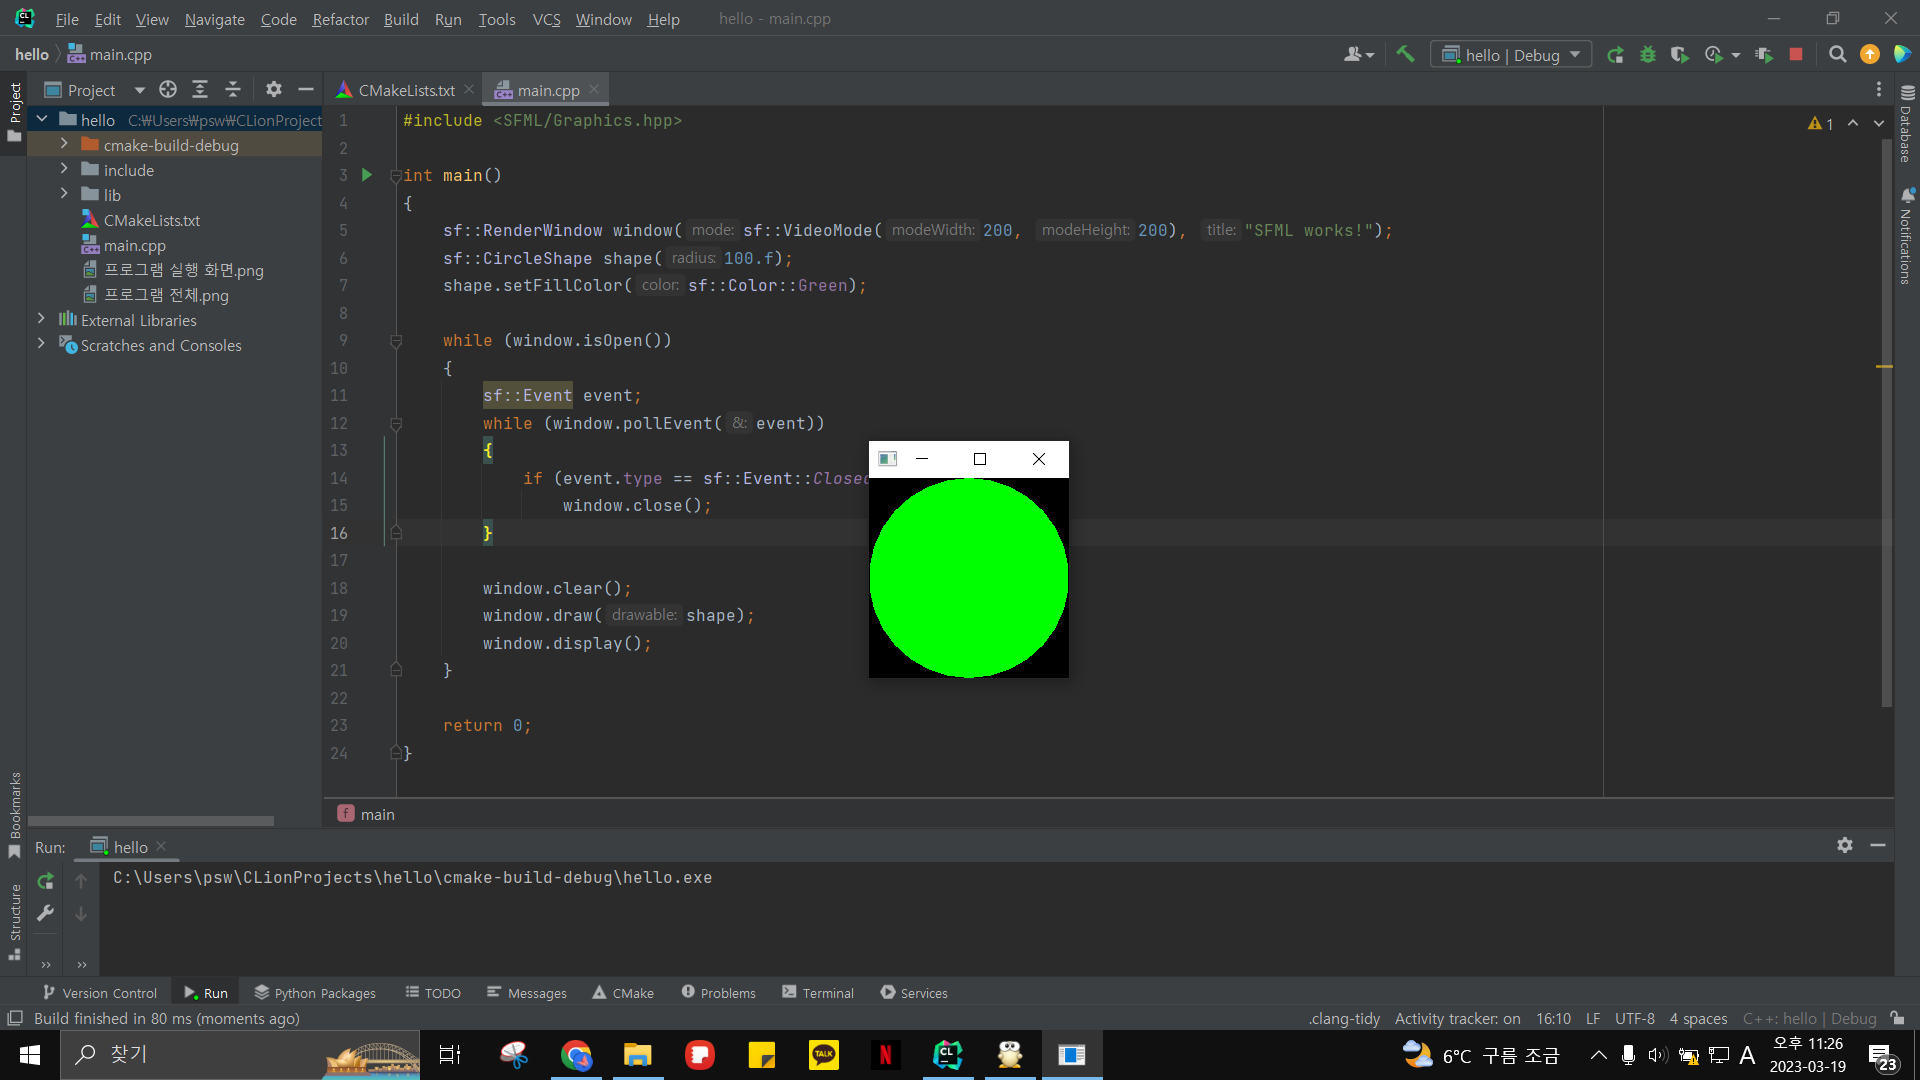 File Edit View Navigate Code Refactor Build Run Tools VCS Window Help hello - main.cpp
hello main.cpp hello | Debug
Project
Project CMakeLists.txt main.cpp
hello C:₩Users₩psw₩CLionProject
cmake-build-debug
include
lib
CMakeLists.txt
main.cpp
프로그램 실행 화면.png
프로그램 전체.png
External Libraries
Scratches and Consoles
1 #include <SFML/Graphics.hpp>
2
3 int main()
4 {
5 sf::RenderWindow window( mode: sf::VideoMode( modeWidth: 200, modeHeight: 200), title: "SFML works!");
6 sf::CircleShape shape( radius: 100.f);
7 shape.setFillColor( color: sf::Color::Green);
8
9 while (window.isOpen())
10 {
11 sf::Event event;
12 while (window.pollEvent( &: event))
13 {
14 if (event.type == sf::Event::Closed
15 window.close();
16 }
17
18 window.clear();
19 window.draw( drawable: shape);
20 window.display();
21 }
22
23 return 0;
24 }
1
Database
Notifications
Bookmarks
Structure
f main
Run: hello
C:\Users\psw\CLionProjects\hello\cmake-build-debug\hello.exe
Version Control Run Python Packages TODO Messages CMake Problems Terminal Services
Build finished in 80 ms (moments ago) .clang-tidy Activity tracker: on 16:10 LF UTF-8 4 spaces C++: hello | Debug
찾기 TALK N CL 6°C 구름 조금 A 오후 11:26
2023-03-19 23